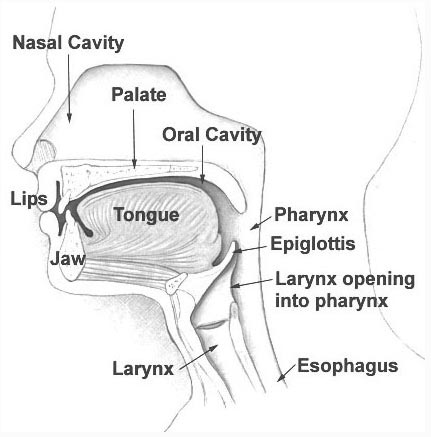 Nasal Cavity
Palate
Oral Cavity
Lips
Tongue
Pharynx
Epiglottis
Jaw
Larynx opening
into pharynx
Larynx
Esophagus